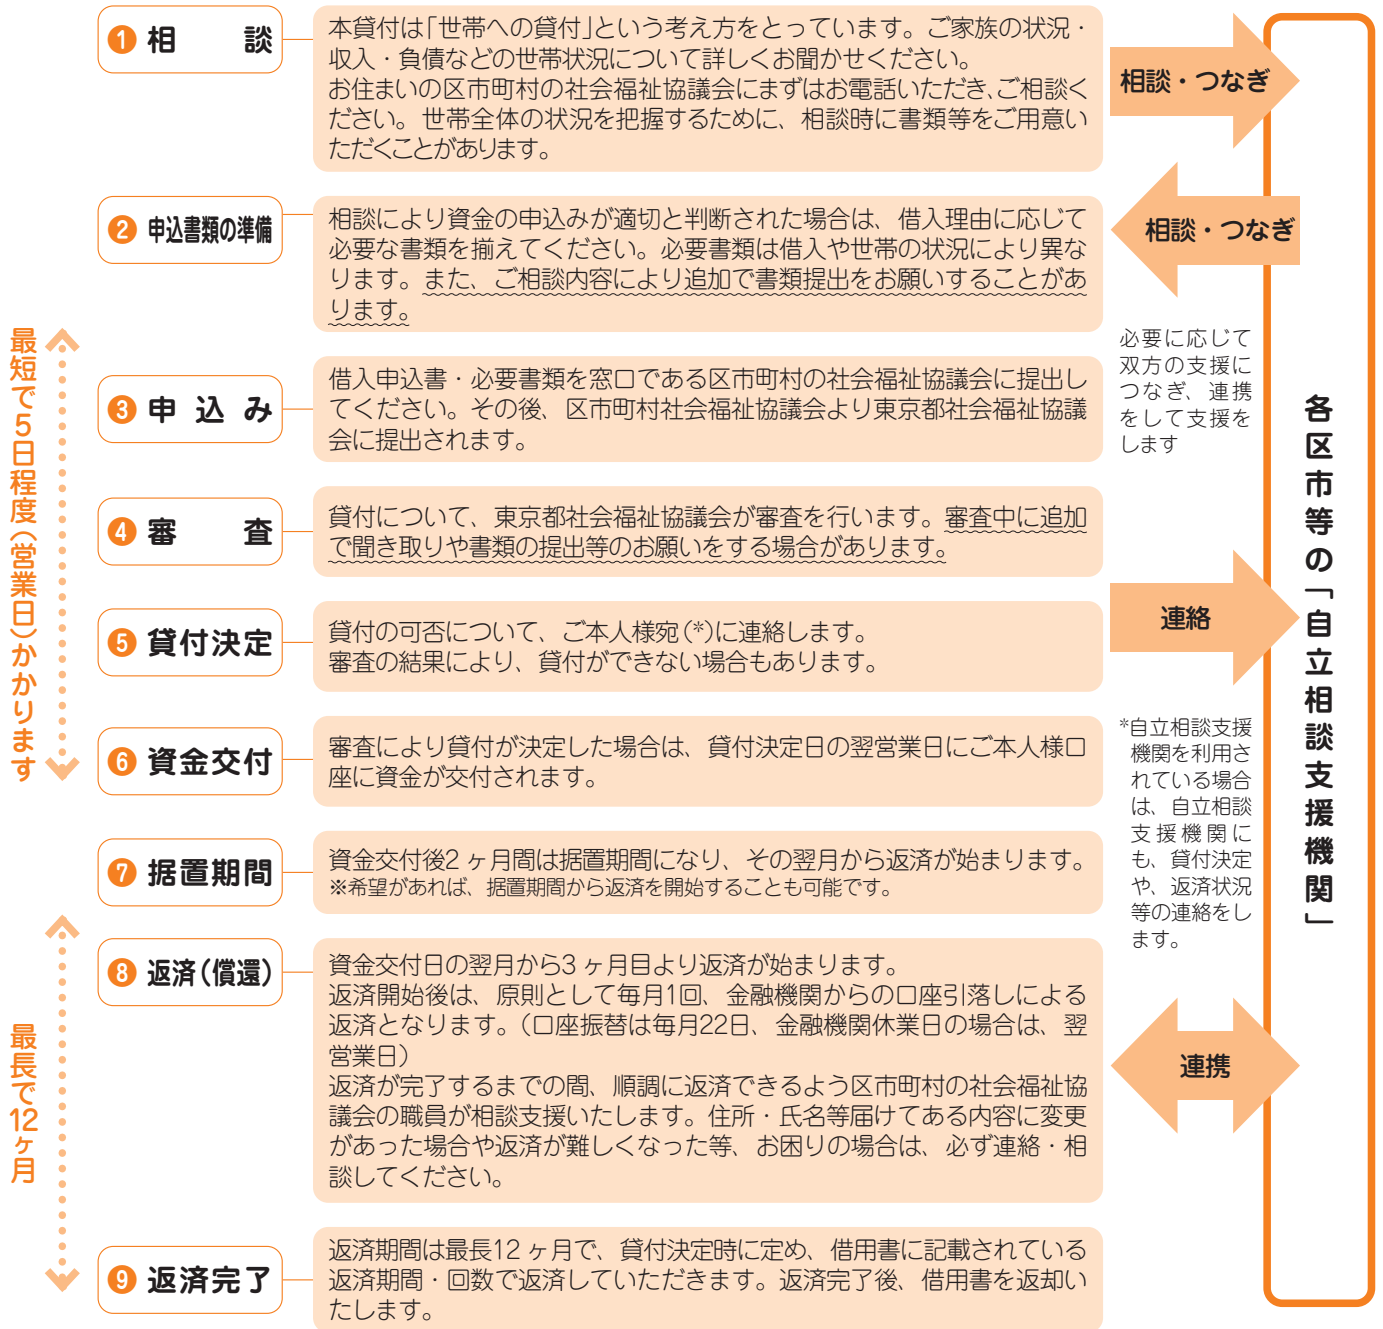 ❶ 相　談
本貸付は「世帯への貸付」という考え方をとっています。ご家族の状況・
収入・負債などの世帯状況について詳しくお聞かせください。
お住まいの区市町村の社会福祉協議会にまずはお電話いただき、ご相談く
ださい。世帯全体の状況を把握するために、相談時に書類等をご用意い
ただくことがあります。
相談・つなぎ
❷ 申込書類の準備
相談により資金の申込みが適切と判断された場合は、借入理由に応じて
必要な書類を揃えてください。必要書類は借入や世帯の状況により異な
ります。また、ご相談内容により追加で書類提出をお願いすることがあ
ります。
相談・つなぎ
必要に応じて
双方の支援に
つなぎ、連携
をして支援を
します
最短で5日程度(営業日)かかります
❸ 申込み
借入申込書・必要書類を窓口である区市町村の社会福祉協議会に提出し
てください。その後、区市町村社会福祉協議会より東京都社会福祉協議
会に提出されます。
❹ 審　査
貸付について、東京都社会福祉協議会が審査を行います。審査中に追加
で聞き取りや書類の提出等のお願いをする場合があります。
❺ 貸付決定
貸付の可否について、ご本人様宛(*)に連絡します。
審査の結果により、貸付ができない場合もあります。
連絡
❻ 資金交付
審査により貸付が決定した場合は、貸付決定日の翌営業日にご本人様口
座に資金が交付されます。
*自立相談支援
機関を利用さ
れている場合
は、自立相談
支援機関に
も、貸付決定
や、返済状況
等の連絡をし
ます。
❼ 据置期間
資金交付後2ヶ月間は据置期間になり、その翌月から返済が始まります。
※希望があれば、据置期間から返済を開始することも可能です。
最長で12ヶ月
❽ 返済(償還)
資金交付日の翌月から3ヶ月目より返済が始まります。
返済開始後は、原則として毎月1回、金融機関からの口座引落しによる
返済となります。(口座振替は毎月22日、金融機関休業日の場合は、翌
営業日)
返済が完了するまでの間、順調に返済できるよう区市町村の社会福祉協
議会の職員が相談支援いたします。住所・氏名等届けてある内容に変更
があった場合や返済が難しくなった等、お困りの場合は、必ず連絡・相
談してください。
連携
❾ 返済完了
返済期間は最長12ヶ月で、貸付決定時に定め、借用書に記載されている
返済期間・回数で返済していただきます。返済完了後、借用書を返却い
たします。
各区市等の「自立相談支援機関」